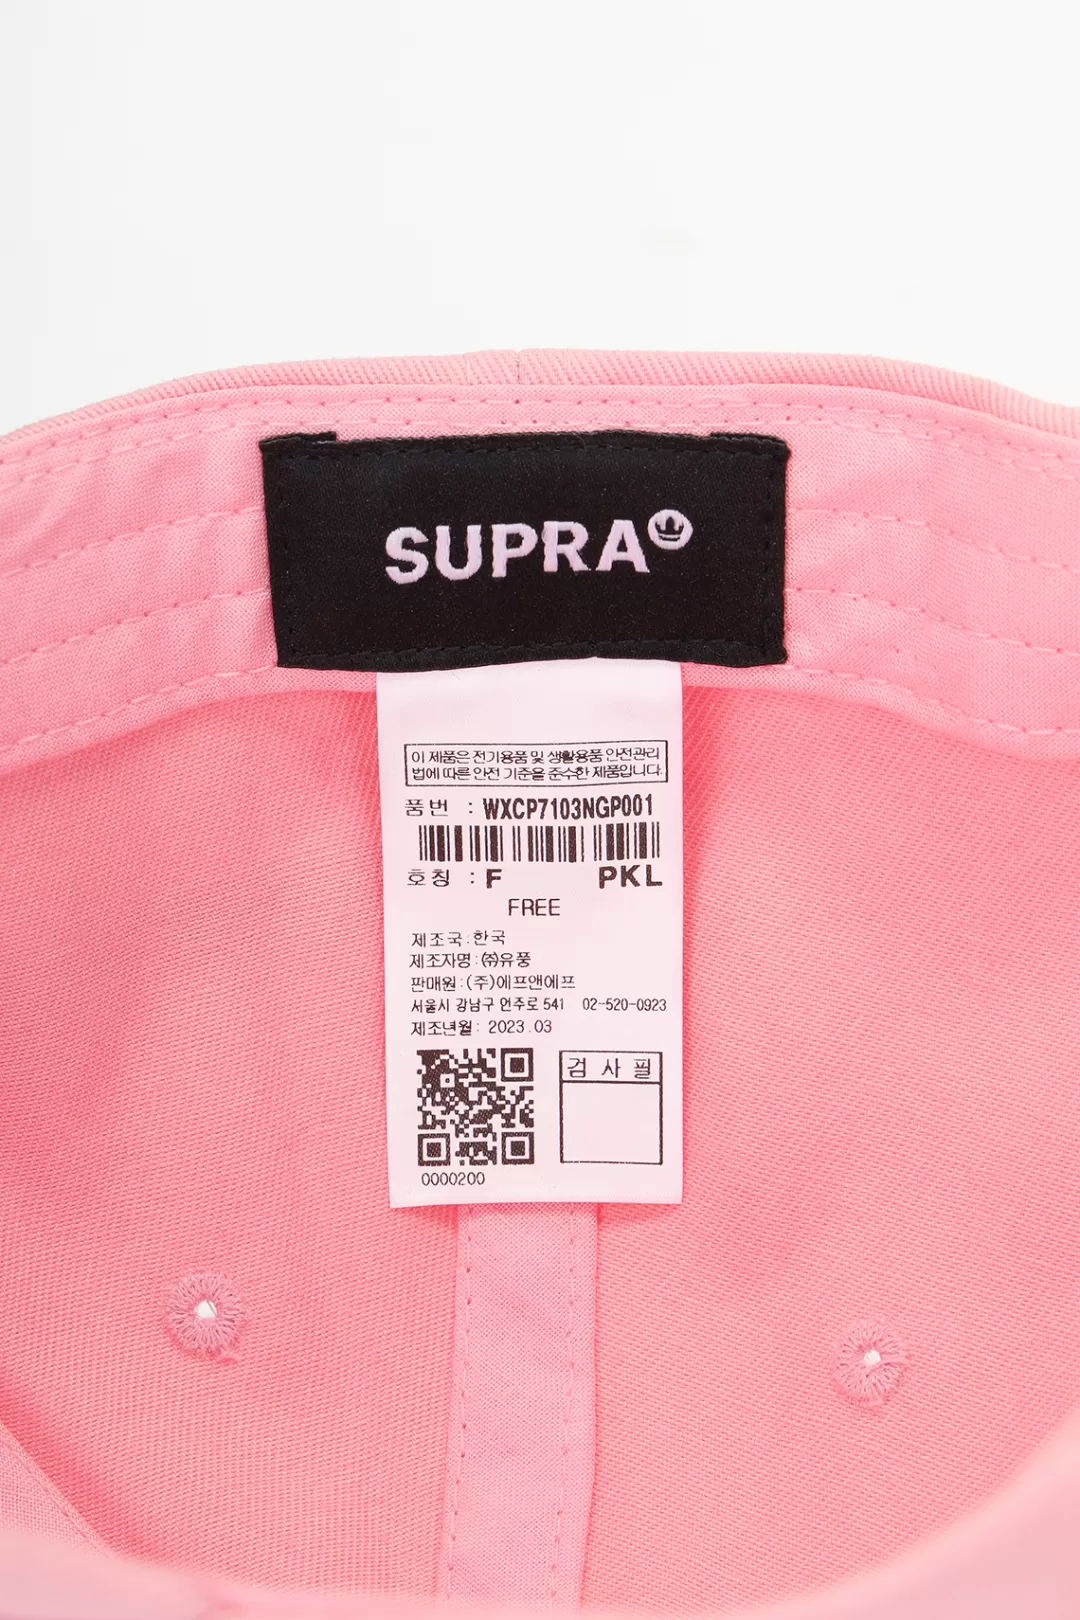 SUPRA
이 제품은 전기용품 및 생활용품 안전관리
법에 따른 안전 기준을 준수한 제품입니다.
품번 : WXCP7103NGP001
호칭 : F PKL
FREE
제조국 : 한국
제조자명 : ㈜유풍
판매원 : (주)에프앤에프
서울시 강남구 언주로 541 02-520-0923
제조년월 : 2023.03
검사필
0000200